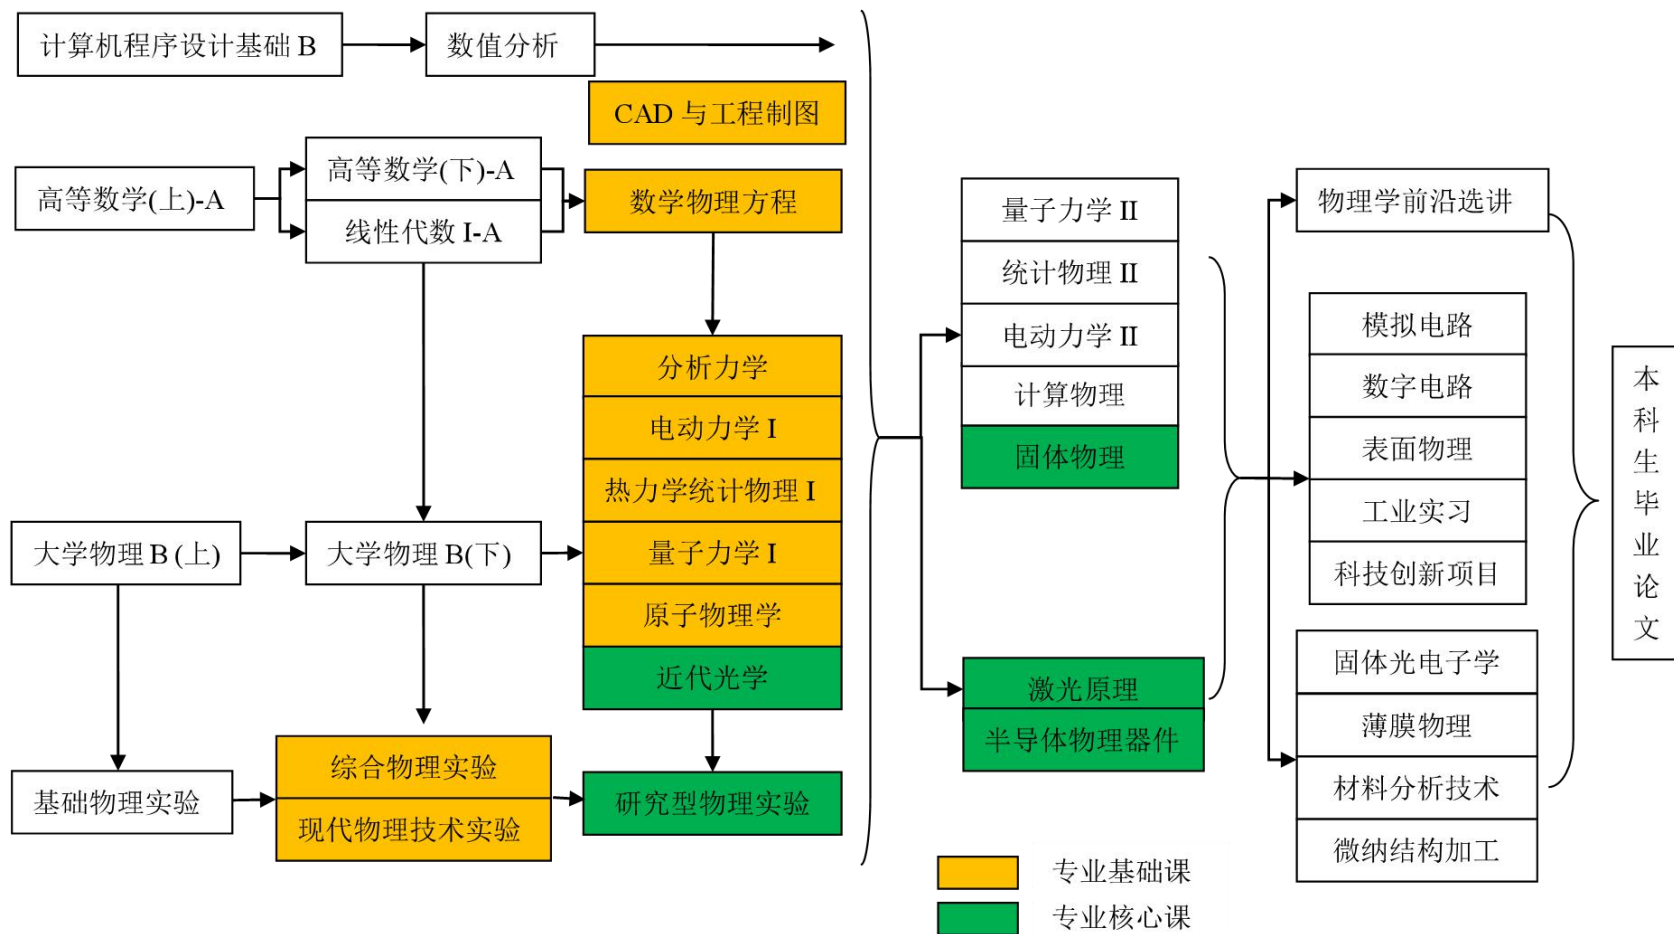 计算机程序设计基础 B
数值分析
CAD 与工程制图
高等数学(上)-A
高等数学(下)-A
线性代数 I-A
数学物理方程
分析力学
电动力学 I
热力学统计物理 I
量子力学 I
原子物理学
近代光学
大学物理 B (上)
大学物理 B(下)
基础物理实验
综合物理实验
现代物理技术实验
研究型物理实验
量子力学 II
统计物理 II
电动力学 II
计算物理
固体物理
激光原理
半导体物理器件
物理学前沿选讲
模拟电路
数字电路
表面物理
工业实习
科技创新项目
固体光电子学
薄膜物理
材料分析技术
微纳结构加工
本科生毕业论文
专业基础课
专业核心课